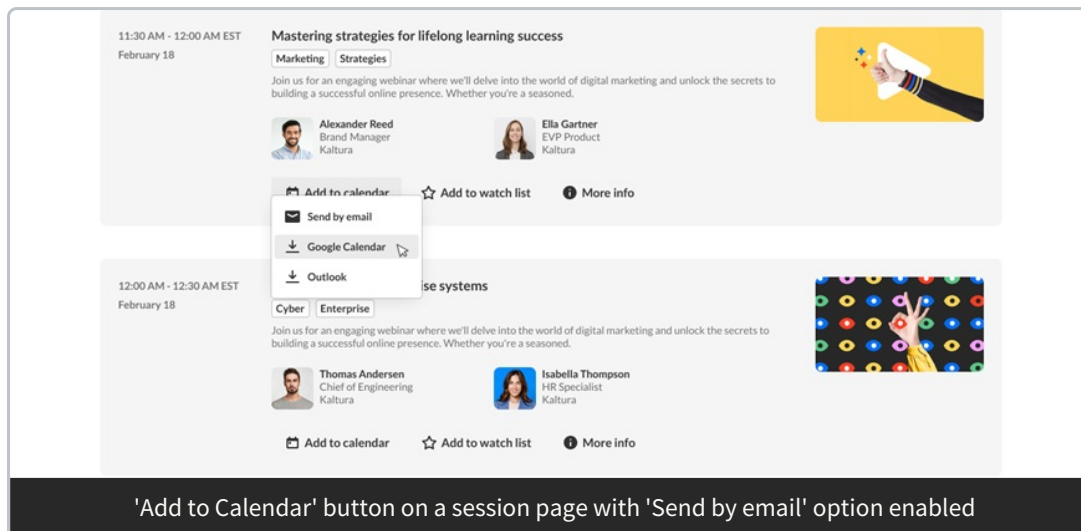 11:30 AM - 12:00 AM EST
February 18
Mastering strategies for lifelong learning success
Marketing Strategies
Join us for an engaging webinar where we'll delve into the world of digital marketing and unlock the secrets to
building a successful online presence. Whether you're a seasoned.
Alexander Reed
Brand Manager
Kaltura
Ella Gartner
EVP Product
Kaltura
Add to calendar Add to watch list More info
Send by email
Google Calendar
Outlook
12:00 AM - 12:30 AM EST
February 18
ise systems
Cyber Enterprise
Join us for an engaging webinar where we'll delve into the world of digital marketing and unlock the secrets to
building a successful online presence. Whether you're a seasoned.
Thomas Andersen
Chief of Engineering
Kaltura
Isabella Thompson
HR Specialist
Kaltura
Add to calendar Add to watch list More info
'Add to Calendar' button on a session page with 'Send by email' option enabled